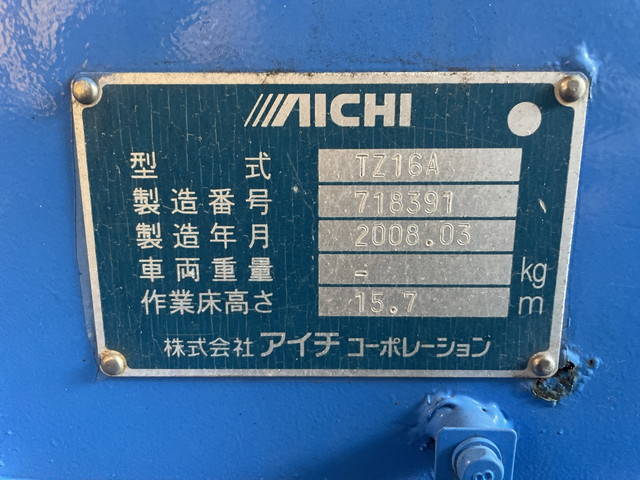 AICHI
型式 TZ16A
製造番号 718391
製造年月 2008.03
車両重量 - kg
作業床高さ 15.7 m
株式会社 アイチ コーポレーション
8